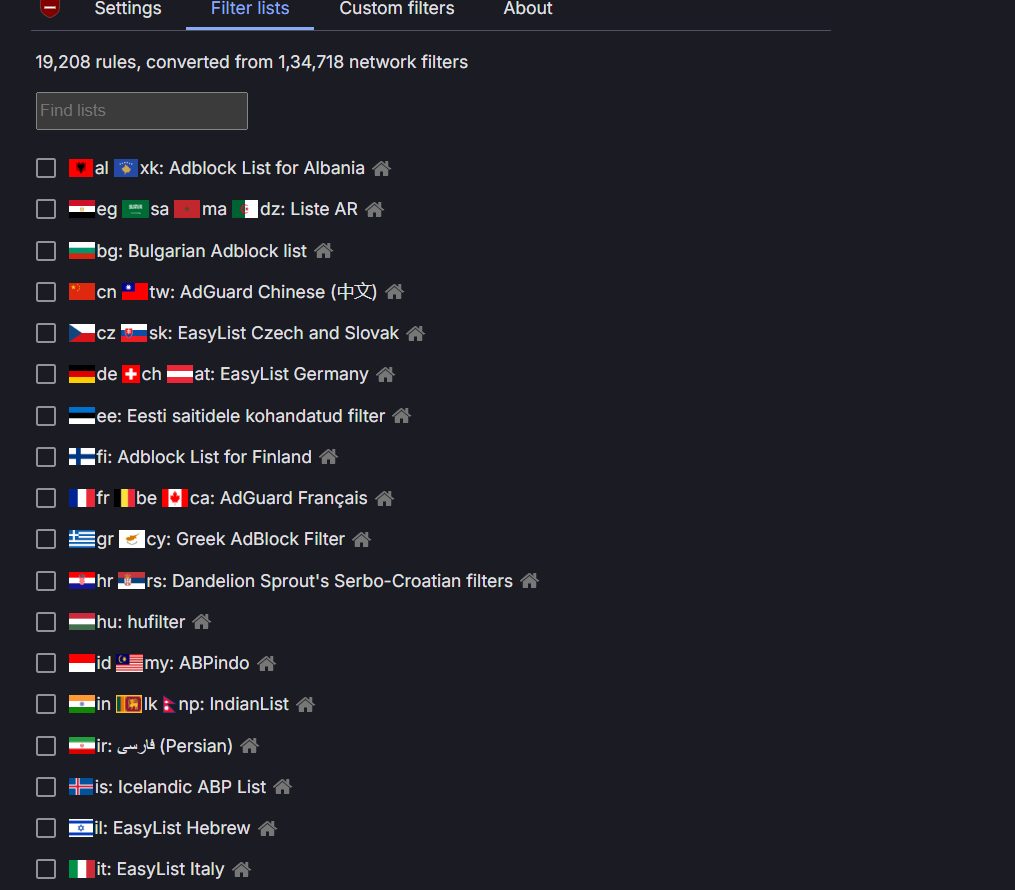 Settings Filter lists Custom filters About
19,208 rules, converted from 1,34,718 network filters
Find lists
al xk: Adblock List for Albania
eg sa ma dz: Liste AR
bg: Bulgarian Adblock list
cn tw: AdGuard Chinese (中文)
cz sk: EasyList Czech and Slovak
de ch at: EasyList Germany
ee: Eesti saitidele kohandatud filter
fi: Adblock List for Finland
fr be ca: AdGuard Français
gr cy: Greek AdBlock Filter
hr rs: Dandelion Sprout's Serbo-Croatian filters
hu: hufilter
id my: ABPindo
in lk np: IndianList
ir: فارسی (Persian)
is: Icelandic ABP List
il: EasyList Hebrew
it: EasyList Italy